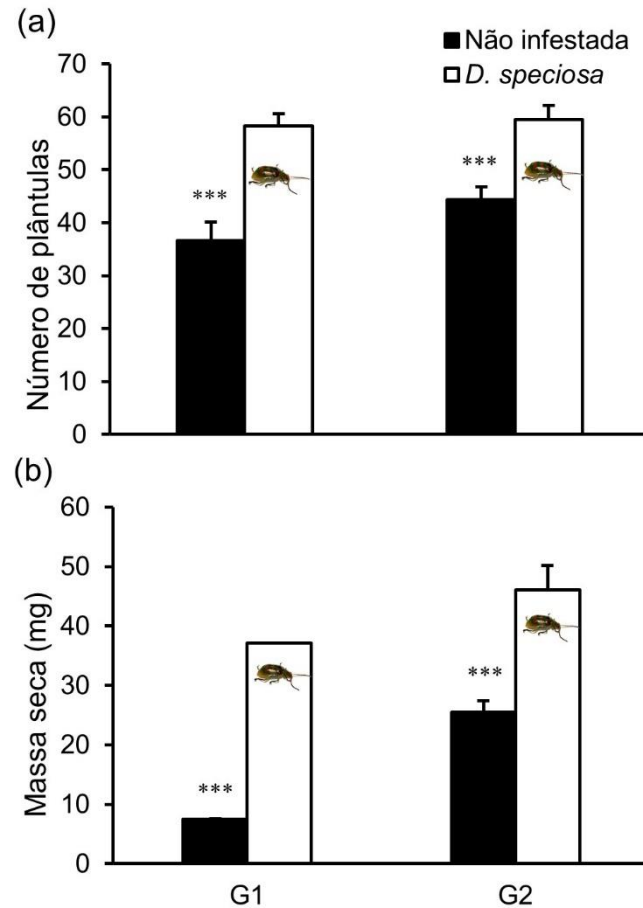 (a)
Não infestada
D. speciosa
Número de plântulas
70
60
50
40
30
20
10
0
***
***
(b)
Massa seca (mg)
60
50
40
30
20
10
0
***
***
G1 G2